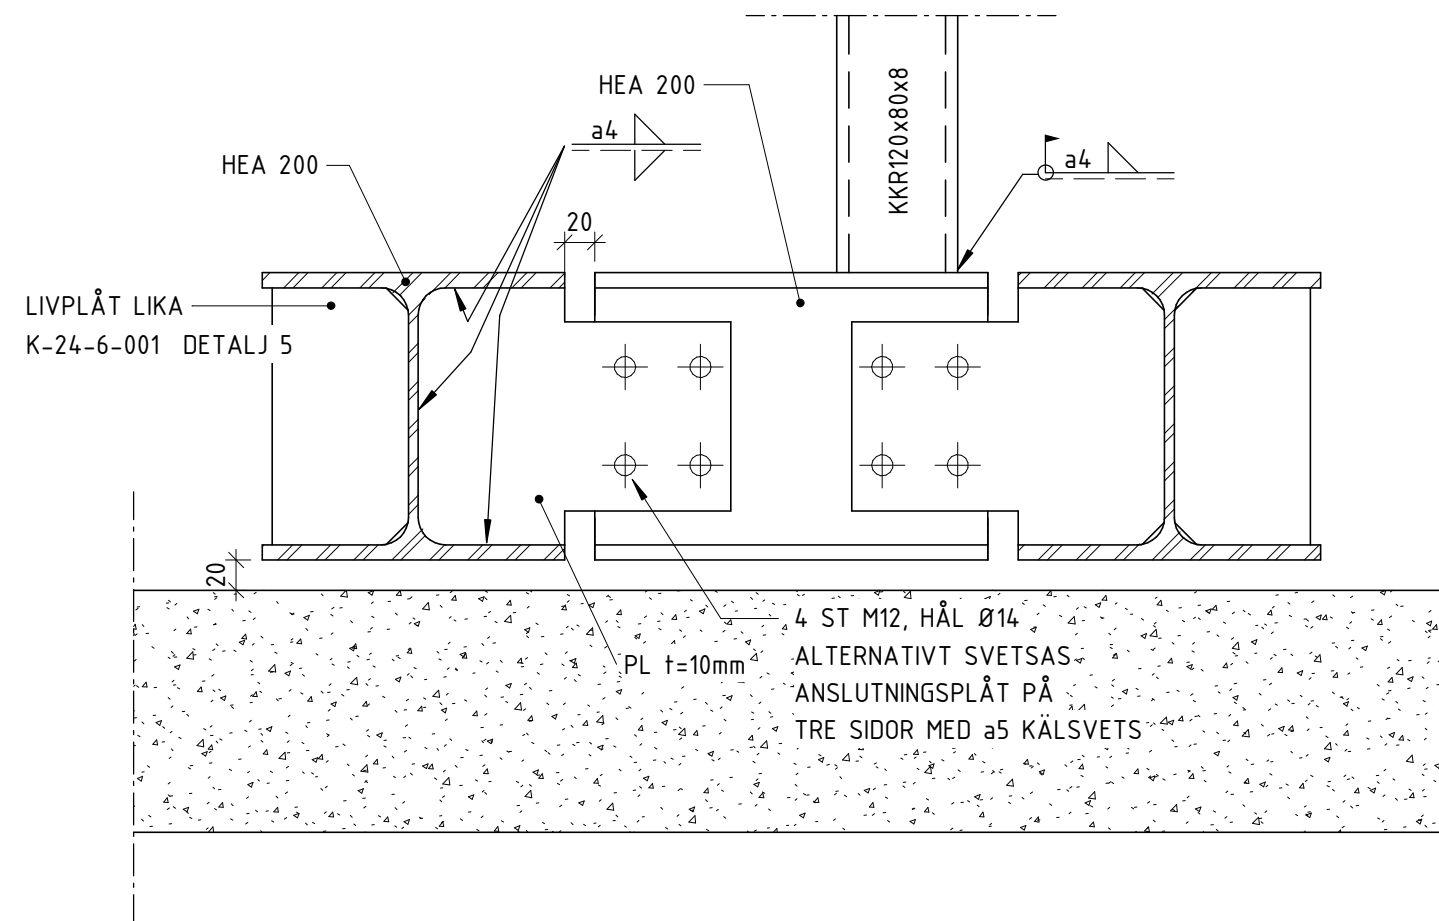 HEA 200
KKR120x80x8
a4
a4
HEA 200
20
LIVPLÅT LIKA
K-24-6-001 DETALJ 5
20
4 ST M12, HÅL Ø14
ALTERNATIVT SVETSAS
ANSLUTNINGSPLÅT PÅ
TRE SIDOR MED a5 KÄLSVETS
PL t=10mm